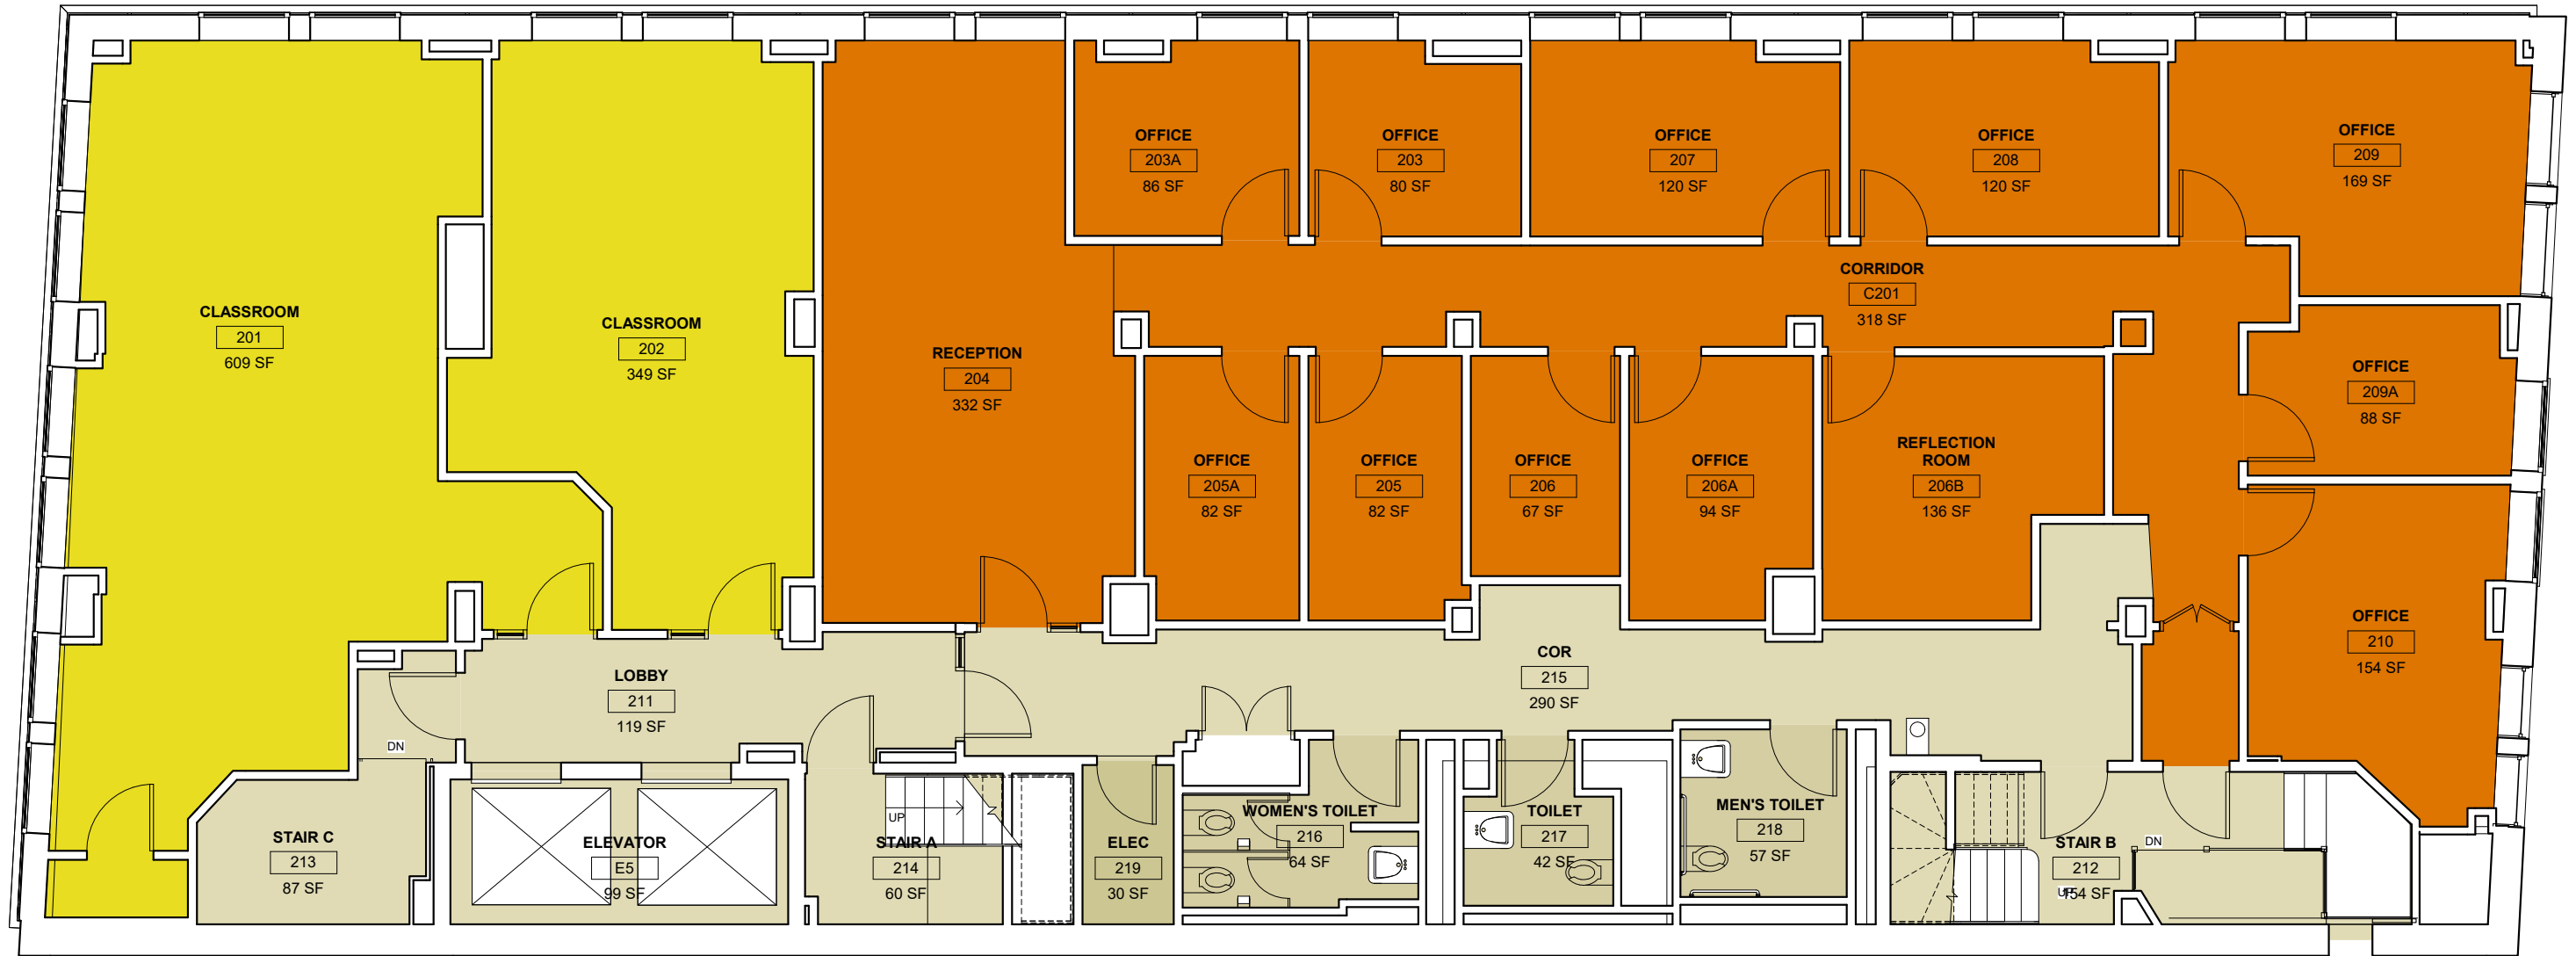 OFFICE
203A
86 SF
OFFICE
203
80 SF
OFFICE
207
120 SF
OFFICE
208
120 SF
OFFICE
209
169 SF
CORRIDOR
C201
318 SF
CLASSROOM
201
609 SF
CLASSROOM
202
349 SF
RECEPTION
204
332 SF
OFFICE
209A
88 SF
OFFICE
205A
82 SF
OFFICE
205
82 SF
OFFICE
206
67 SF
OFFICE
206A
94 SF
REFLECTION
ROOM
206B
136 SF
OFFICE
210
154 SF
LOBBY
211
119 SF
COR
215
290 SF
DN
STAIR C
213
87 SF
ELEVATOR
E5
99 SF
UP
STAIR A
214
60 SF
ELEC
219
30 SF
WOMEN'S TOILET
216
64 SF
TOILET
217
42 SF
MEN'S TOILET
218
57 SF
STAIR B
212
154 SF
UP
DN